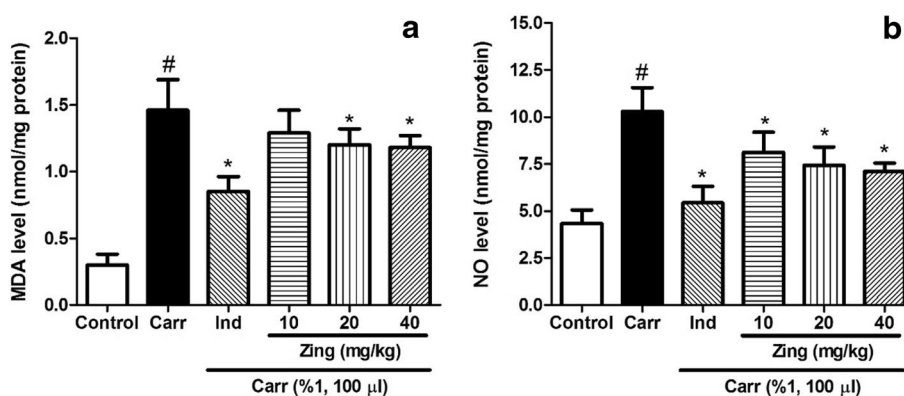 a
MDA level (nmol/mg protein)
2.0
1.5
1.0
0.5
0.0
#
*
*
*
Control Carr Ind 10 20 40
Zing (mg/kg)
Carr (%1, 100 µl)
b
NO level (nmol/mg protein)
12.5
10.0
7.5
5.0
2.5
0.0
#
*
*
*
*
Control Carr Ind 10 20 40
Zing (mg/kg)
Carr (%1, 100 µl)